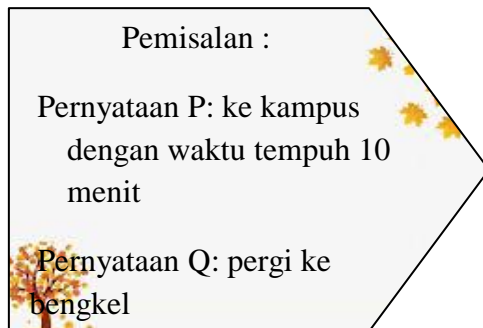 Pemisalan :
Pernyataan P: ke kampus
dengan waktu tempuh 10
menit
Pernyataan Q: pergi ke
bengkel